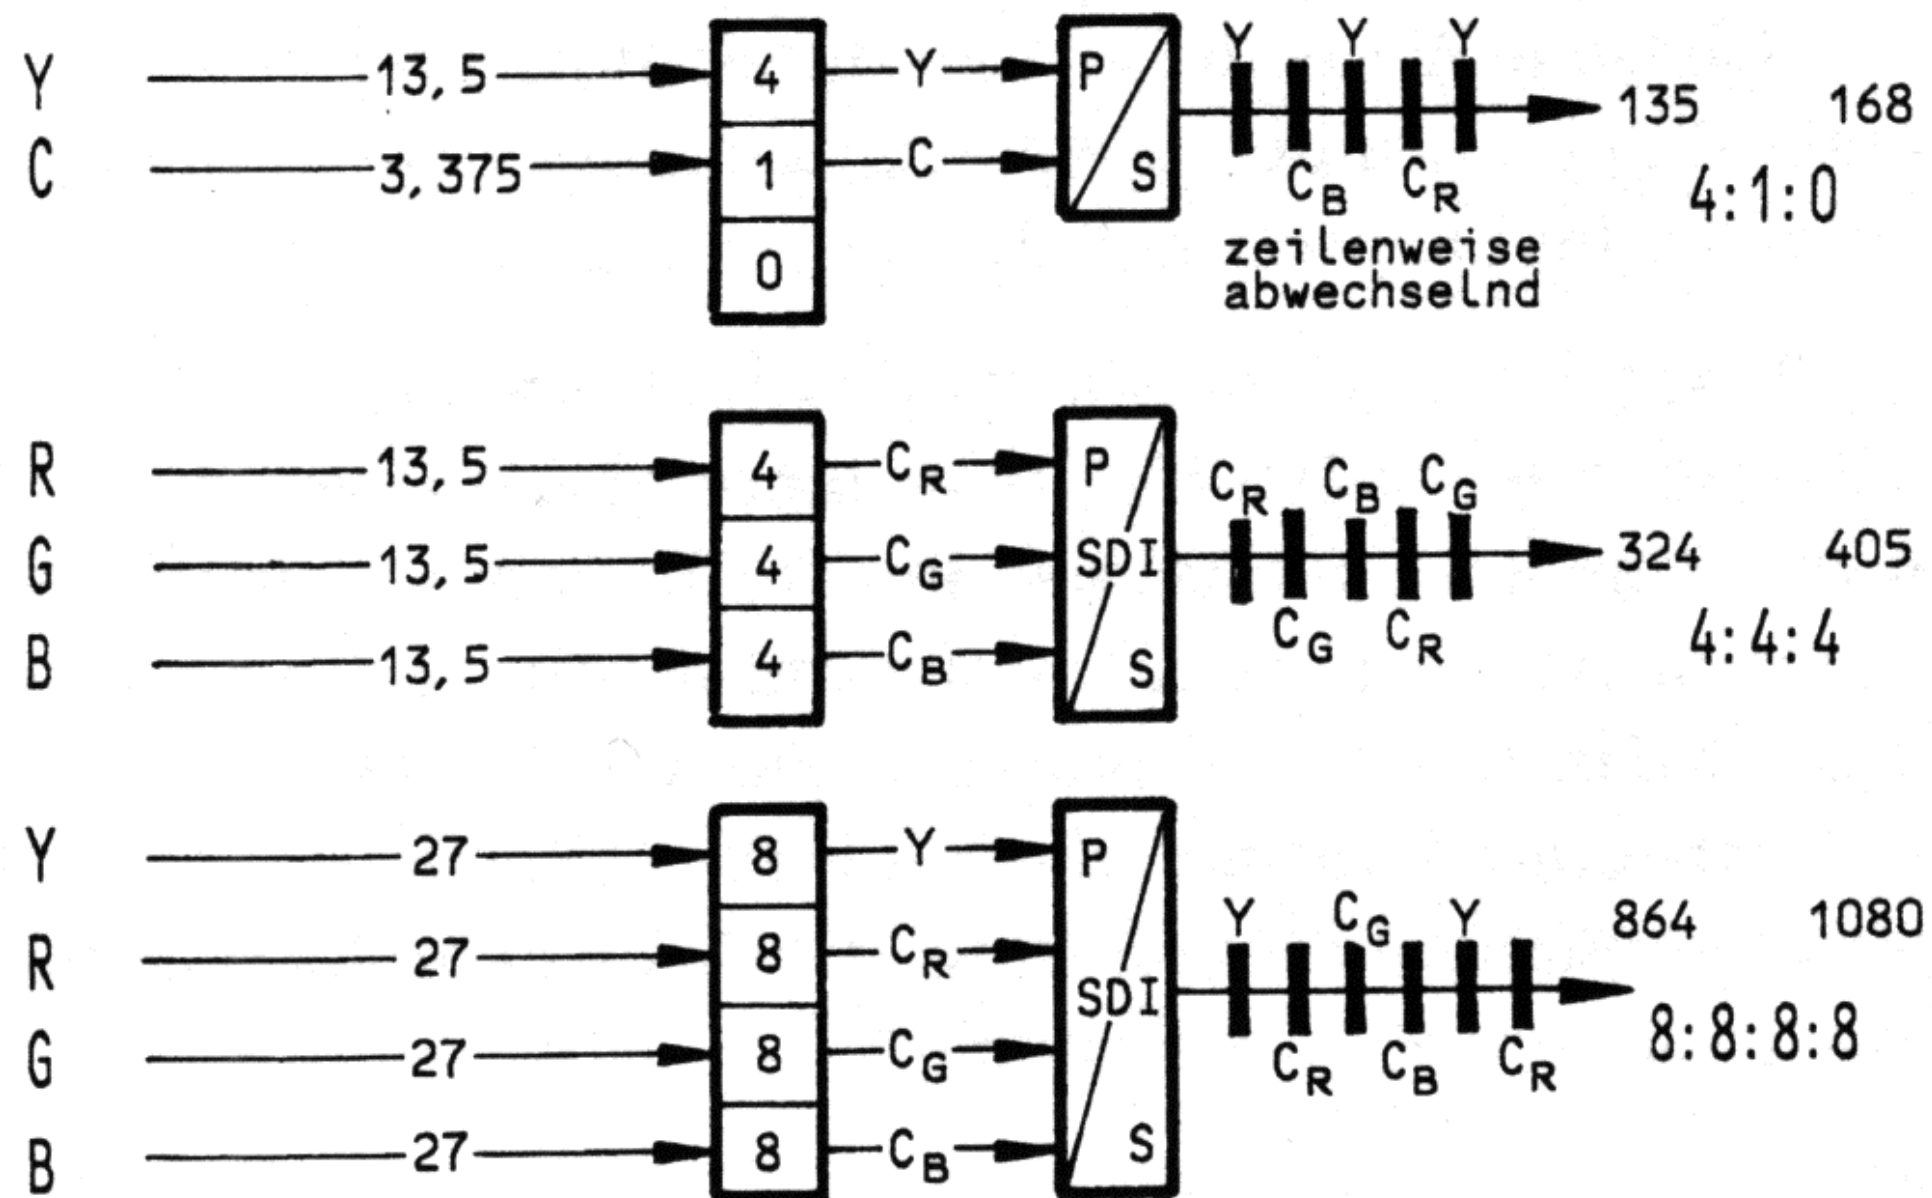 Y 13,5 4 Y P Y Y Y 135 168
C 3,375 1 C S C_B C_R 4:1:0
0 zeilenweise
abwechselnd
R 13,5 4 C_R P C_R C_B C_G
G 13,5 4 C_G SDI 324 405
B 13,5 4 C_B S C_G C_R 4:4:4
Y 27 8 Y P Y C_G Y 864 1080
R 27 8 C_R SDI
G 27 8 C_G C_R C_B C_R 8:8:8:8
B 27 8 C_B S